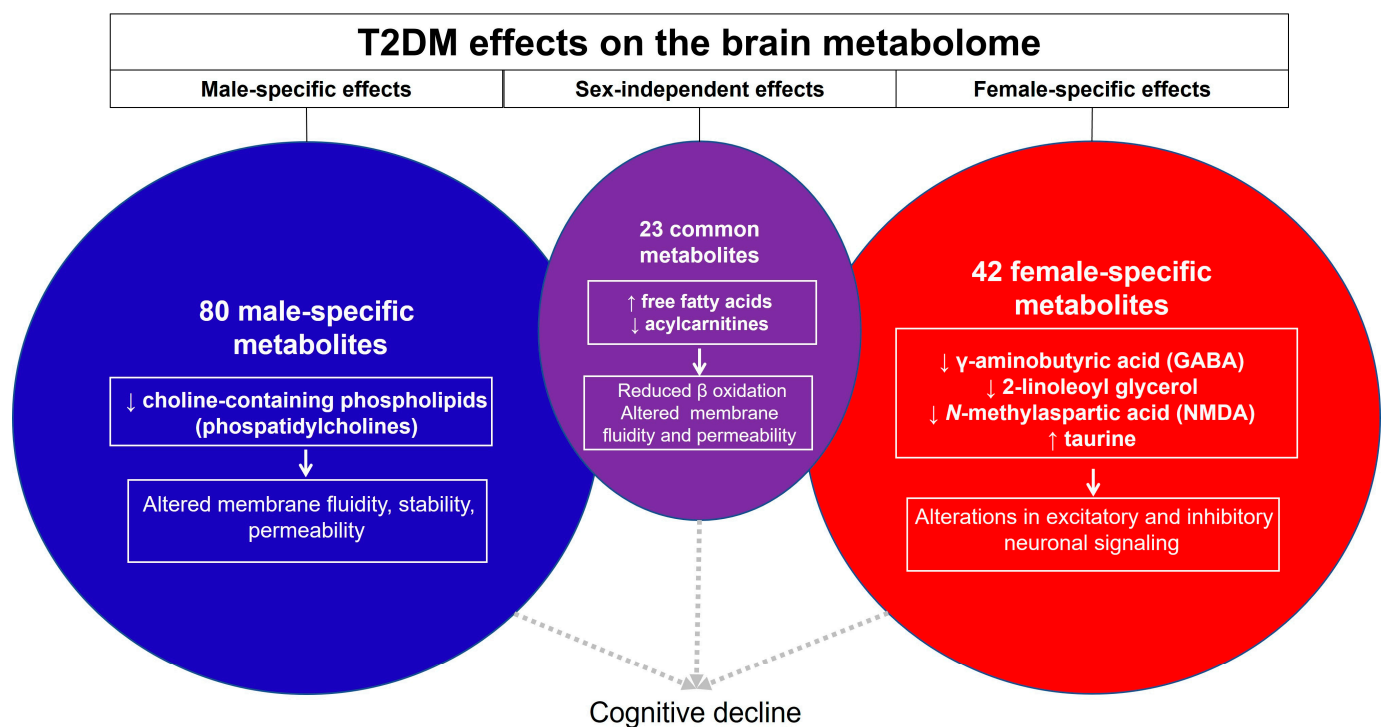 T2DM effects on the brain metabolome
Male-specific effects
Sex-independent effects
Female-specific effects
80 male-specific
metabolites
↓ choline-containing phospholipids
(phospatidylcholines)
Altered membrane fluidity, stability,
permeability
23 common
metabolites
↑ free fatty acids
↓ acylcarnitines
Reduced β oxidation
Altered membrane
fluidity and permeability
42 female-specific
metabolites
↓ γ-aminobutyric acid (GABA)
↓ 2-linoleoyl glycerol
↓ N-methylaspartic acid (NMDA)
↑ taurine
Alterations in excitatory and inhibitory
neuronal signaling
Cognitive decline